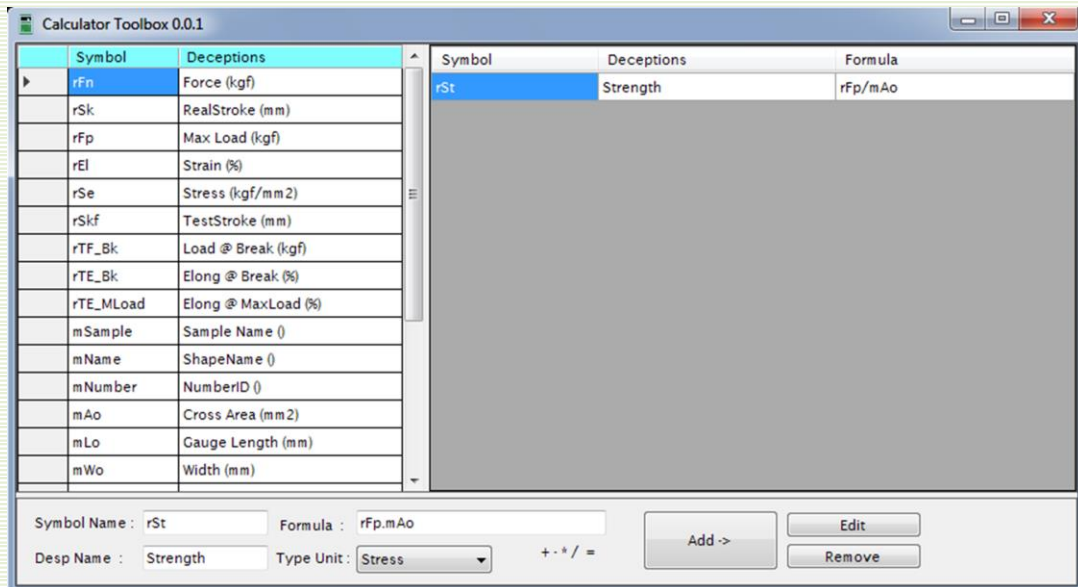 Calculator Toolbox 0.0.1
Symbol Deceptions
rFn Force (kgf)
rSk RealStroke (mm)
rFp Max Load (kgf)
rEl Strain (%)
rSe Stress (kgf/mm2)
rSkf TestStroke (mm)
rTF_Bk Load @ Break (kgf)
rTE_Bk Elong @ Break (%)
rTE_MLoad Elong @ MaxLoad (%)
mSample Sample Name ()
mName ShapeName ()
mNumber NumberID ()
mAo Cross Area (mm2)
mLo Gauge Length (mm)
mWo Width (mm)
Symbol Deceptions Formula
rSt Strength rFp/mAo
Symbol Name : rSt Formula : rFp.mAo
Desp Name : Strength Type Unit : Stress + - * / =
Add ->
Edit
Remove